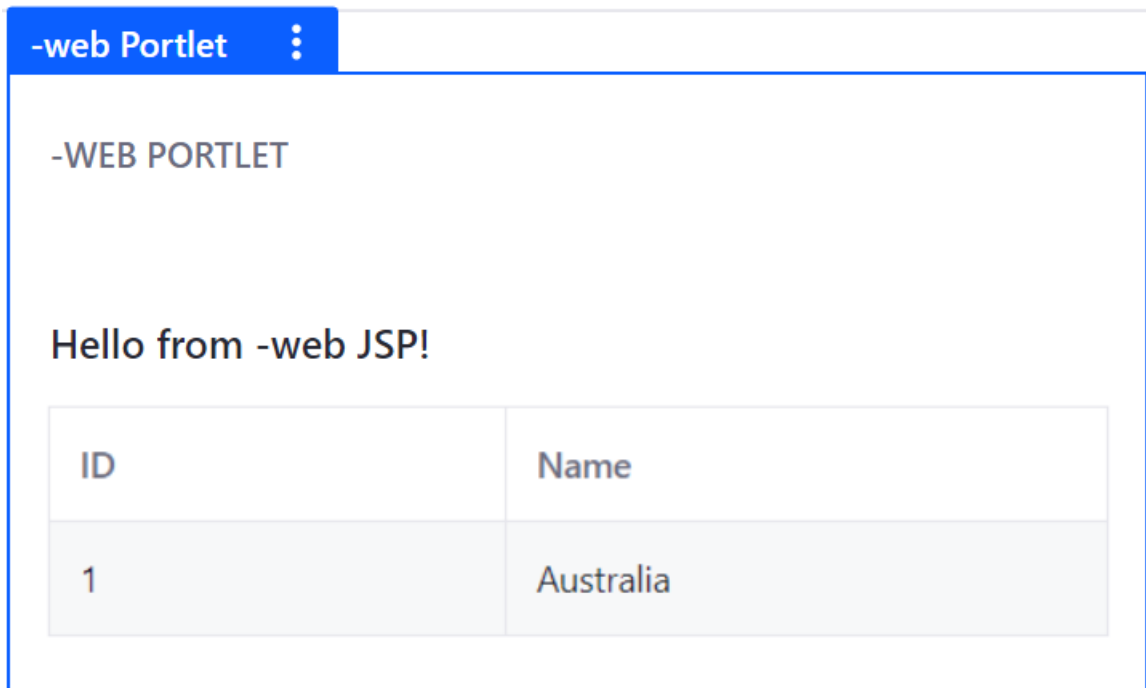 -web Portlet
-WEB PORTLET
Hello from -web JSP!
ID Name
1 Australia